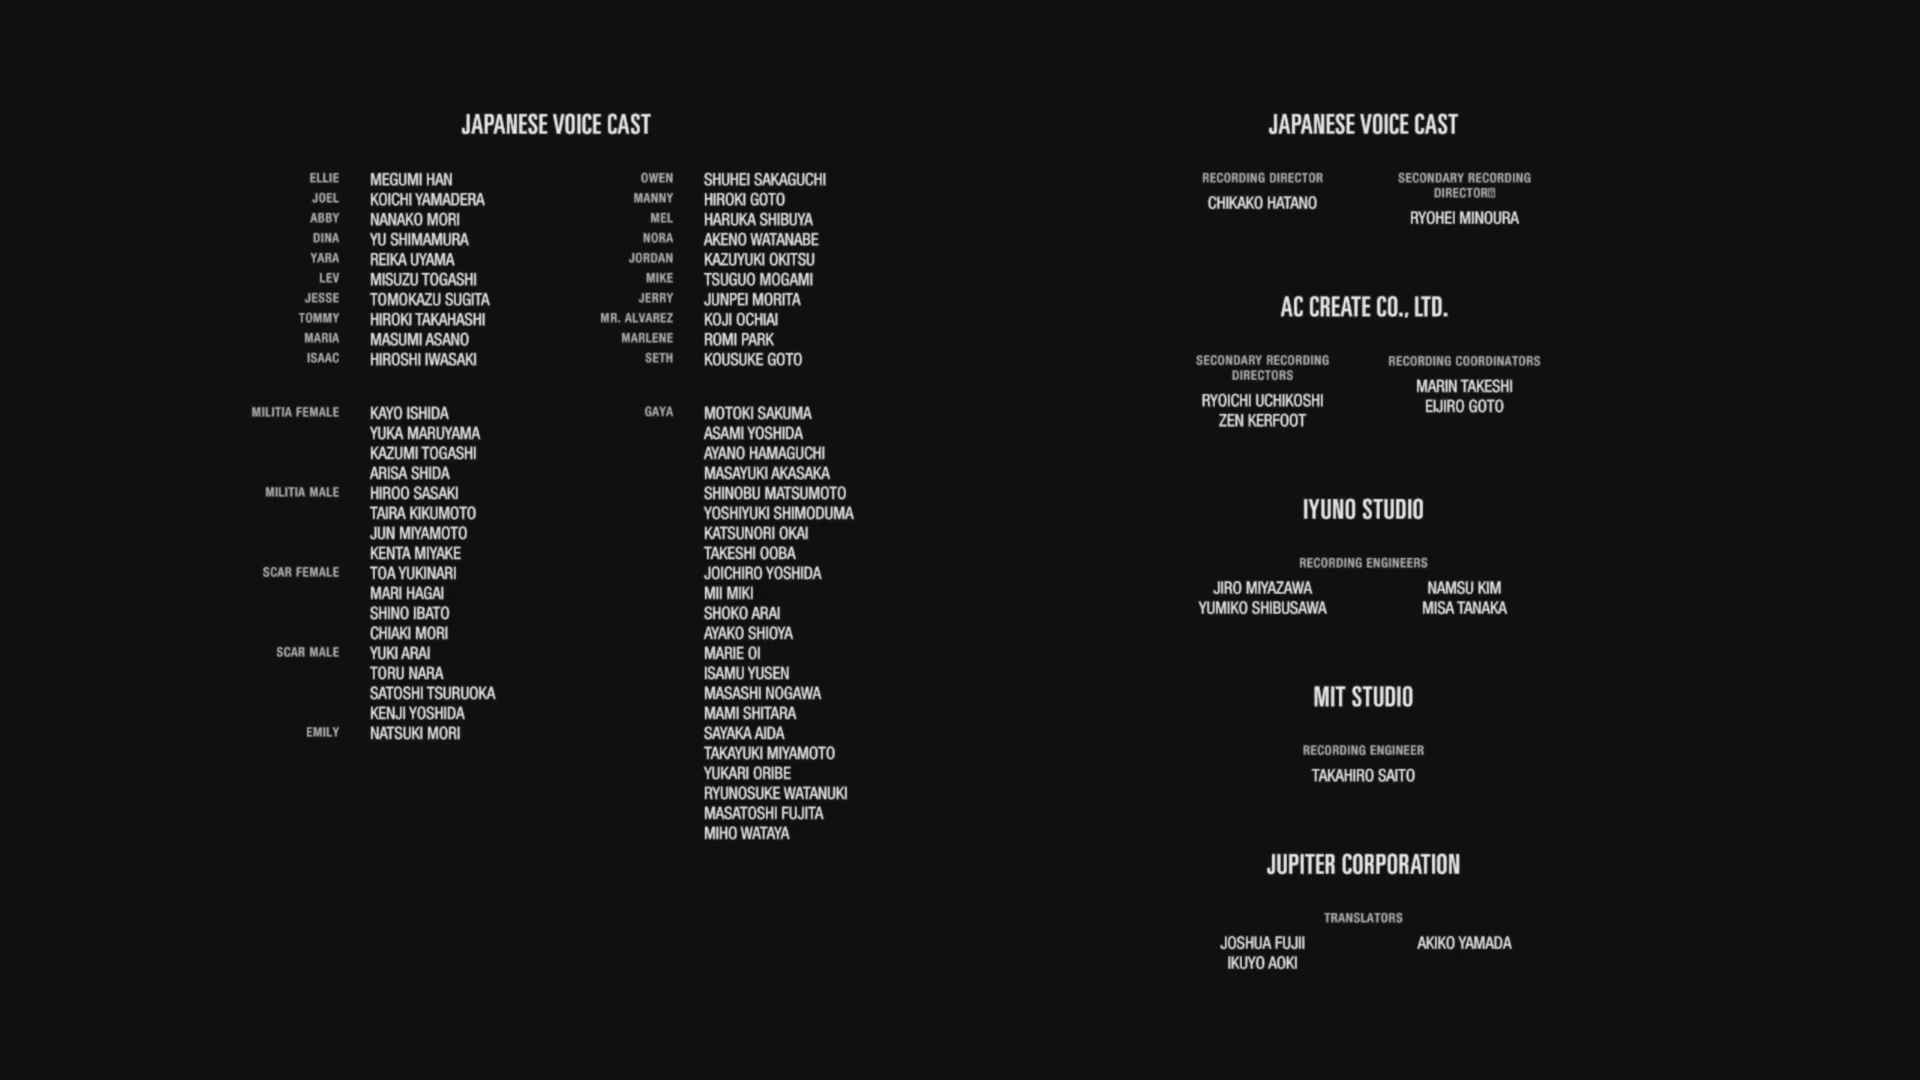 JAPANESE VOICE CAST
ELLIE MEGUMI HAN
JOEL KOICHI YAMADERA
ABBY NANAKO MORI
DINA YU SHIMAMURA
YARA REIKA UYAMA
LEV MISUZU TOGASHI
JESSE TOMOKAZU SUGITA
TOMMY HIROKI TAKAHASHI
MARIA MASUMI ASANO
ISAAC HIROSHI IWASAKI
OWEN SHUHEI SAKAGUCHI
MANNY HIROKI GOTO
MEL HARUKA SHIBUYA
NORA AKENO WATANABE
JORDAN KAZUYUKI OKITSU
MIKE TSUGUO MOGAMI
JERRY JUNPEI MORITA
MR. ALVAREZ KOJI OCHIAI
MARLENE ROMI PARK
SETH KOUSUKE GOTO
MILITIA FEMALE KAYO ISHIDA
YUKA MARUYAMA
KAZUMI TOGASHI
ARISA SHIDA
MILITIA MALE HIROO SASAKI
TAIRA KIKUMOTO
JUN MIYAMOTO
KENTA MIYAKE
SCAR FEMALE TOA YUKINARI
MARI HAGAI
SHINO IBATO
CHIAKI MORI
SCAR MALE YUKI ARAI
TORU NARA
SATOSHI TSURUOKA
KENJI YOSHIDA
EMILY NATSUKI MORI
GAYA MOTOKI SAKUMA
ASAMI YOSHIDA
AYANO HAMAGUCHI
MASAYUKI AKASAKA
SHINOBU MATSUMOTO
YOSHIYUKI SHIMODUMA
KATSUNORI OKAI
TAKESHI OOBA
JOICHIRO YOSHIDA
MII MIKI
SHOKO ARAI
AYAKO SHIOYA
MARIE OI
ISAMU YUSEN
MASASHI NOGAWA
MAMI SHITARA
SAYAKA AIDA
TAKAYUKI MIYAMOTO
YUKARI ORIBE
RYUNOSUKE WATANUKI
MASATOSHI FUJITA
MIHO WATAYA
JAPANESE VOICE CAST
RECORDING DIRECTOR
CHIKAKO HATANO
SECONDARY RECORDING
DIRECTOR
RYOHEI MINOURA
AC CREATE CO., LTD.
SECONDARY RECORDING
DIRECTORS
RYOICHI UCHIKOSHI
ZEN KERFOOT
RECORDING COORDINATORS
MARIN TAKESHI
EIJIRO GOTO
IYUNO STUDIO
RECORDING ENGINEERS
JIRO MIYAZAWA
YUMIKO SHIBUSAWA
NAMSU KIM
MISA TANAKA
MIT STUDIO
RECORDING ENGINEER
TAKAHIRO SAITO
JUPITER CORPORATION
TRANSLATORS
JOSHUA FUJII
IKUYO AOKI
AKIKO YAMADA